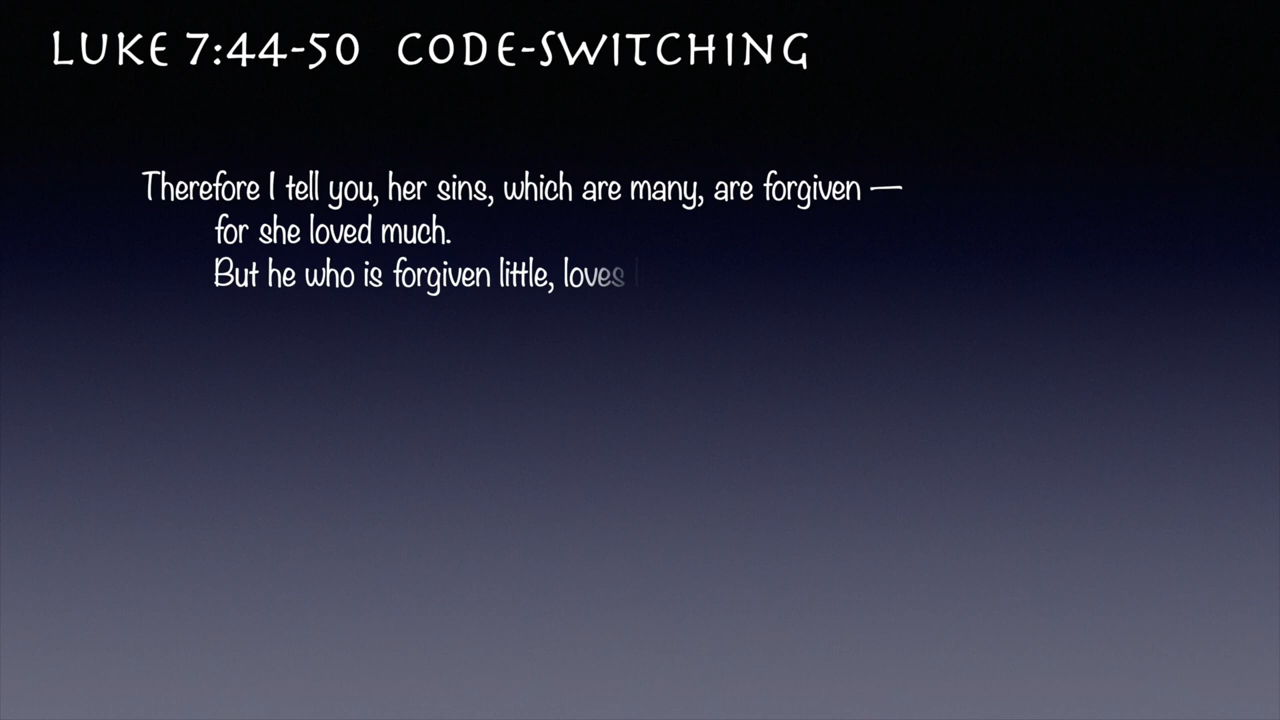 LUKE 7:44-50 CODE-SWITCHING
Therefore I tell you, her sins, which are many, are forgiven —
for she loved much.
But he who is forgiven little, loves